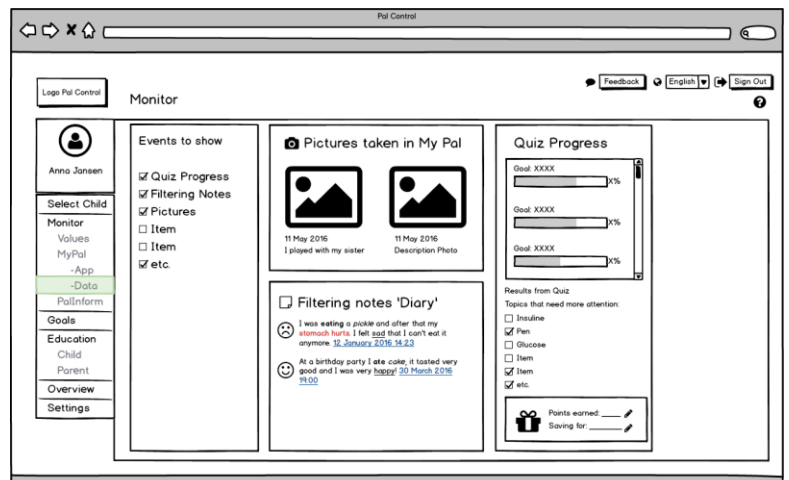 Pal Control
Feedback
English
Sign Out
Logo Pal Control
Monitor
Anna Jansen
Select Child
Monitor
Values
MyPal
-App
-Data
PalInform
Goals
Education
Child
Parent
Overview
Settings
Events to show
Quiz Progress
Filtering Notes
Pictures
Item
Item
etc.
Pictures taken in My Pal
11 May 2016
I played with my sister
11 May 2016
Description Photo
Filtering notes 'Diary'
I was eating a pickle and after that my
stomach hurts. I felt sad that I can't eat it
anymore. 12 January 2016 14:23
At a birthday party I ate cake, it tasted very
good and I was very happy! 30 March 2016
19:00
Quiz Progress
Goal: XXXX
X%
Goal: XXXX
X%
Goal: XXXX
X%
Results from Quiz
Topics that need more attention:
Insuline
Pen
Glucose
Item
Item
etc.
Points earned: ____
Saving for: ______